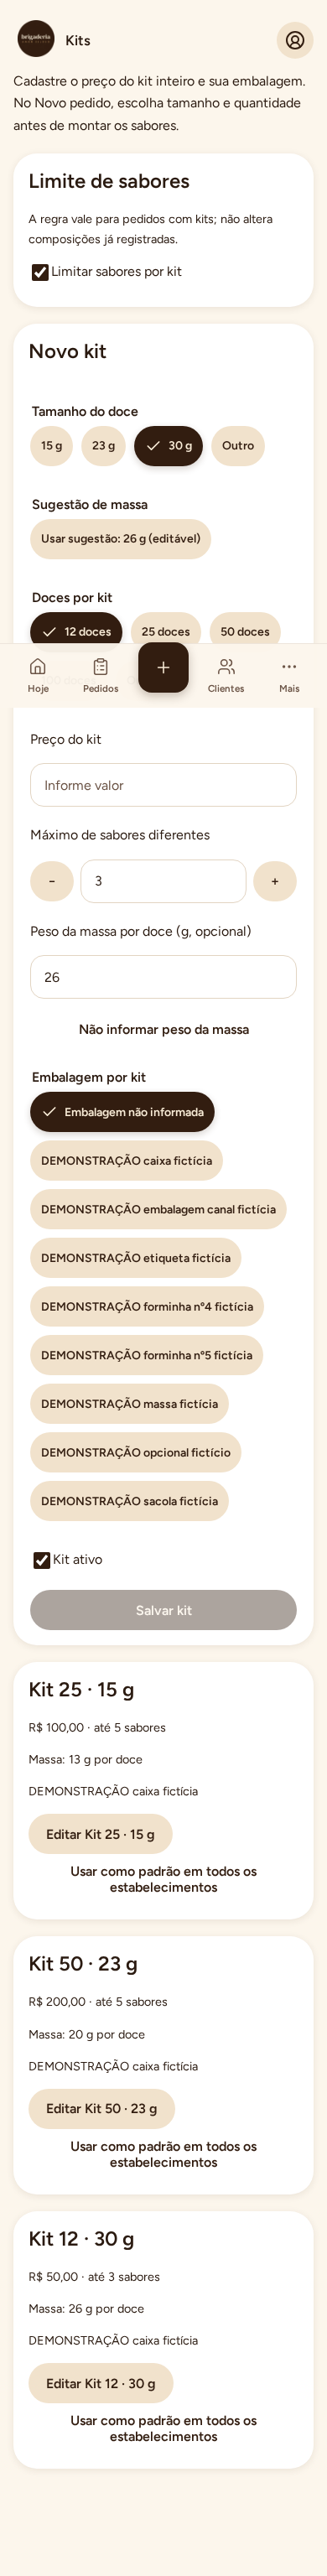 brigaderia
Kits
Cadastre o preço do kit inteiro e sua embalagem.
No Novo pedido, escolha tamanho e quantidade
antes de montar os sabores.
Limite de sabores
A regra vale para pedidos com kits; não altera
composições já registradas.
Limitar sabores por kit
Novo kit
Tamanho do doce
15 g 23 g 30 g Outro
Sugestão de massa
Usar sugestão: 26 g (editável)
Doces por kit
12 doces 25 doces 50 doces
Hoje Pedidos + Clientes Mais
Preço do kit
Informe valor
Máximo de sabores diferentes
- 3 +
Peso da massa por doce (g, opcional)
26
Não informar peso da massa
Embalagem por kit
Embalagem não informada
DEMONSTRAÇÃO caixa fictícia
DEMONSTRAÇÃO embalagem canal fictícia
DEMONSTRAÇÃO etiqueta fictícia
DEMONSTRAÇÃO forminha nº4 fictícia
DEMONSTRAÇÃO forminha nº5 fictícia
DEMONSTRAÇÃO massa fictícia
DEMONSTRAÇÃO opcional fictício
DEMONSTRAÇÃO sacola fictícia
Kit ativo
Salvar kit
Kit 25 · 15 g
R$ 100,00 · até 5 sabores
Massa: 13 g por doce
DEMONSTRAÇÃO caixa fictícia
Editar Kit 25 · 15 g
Usar como padrão em todos os
estabelecimentos
Kit 50 · 23 g
R$ 200,00 · até 5 sabores
Massa: 20 g por doce
DEMONSTRAÇÃO caixa fictícia
Editar Kit 50 · 23 g
Usar como padrão em todos os
estabelecimentos
Kit 12 · 30 g
R$ 50,00 · até 3 sabores
Massa: 26 g por doce
DEMONSTRAÇÃO caixa fictícia
Editar Kit 12 · 30 g
Usar como padrão em todos os
estabelecimentos